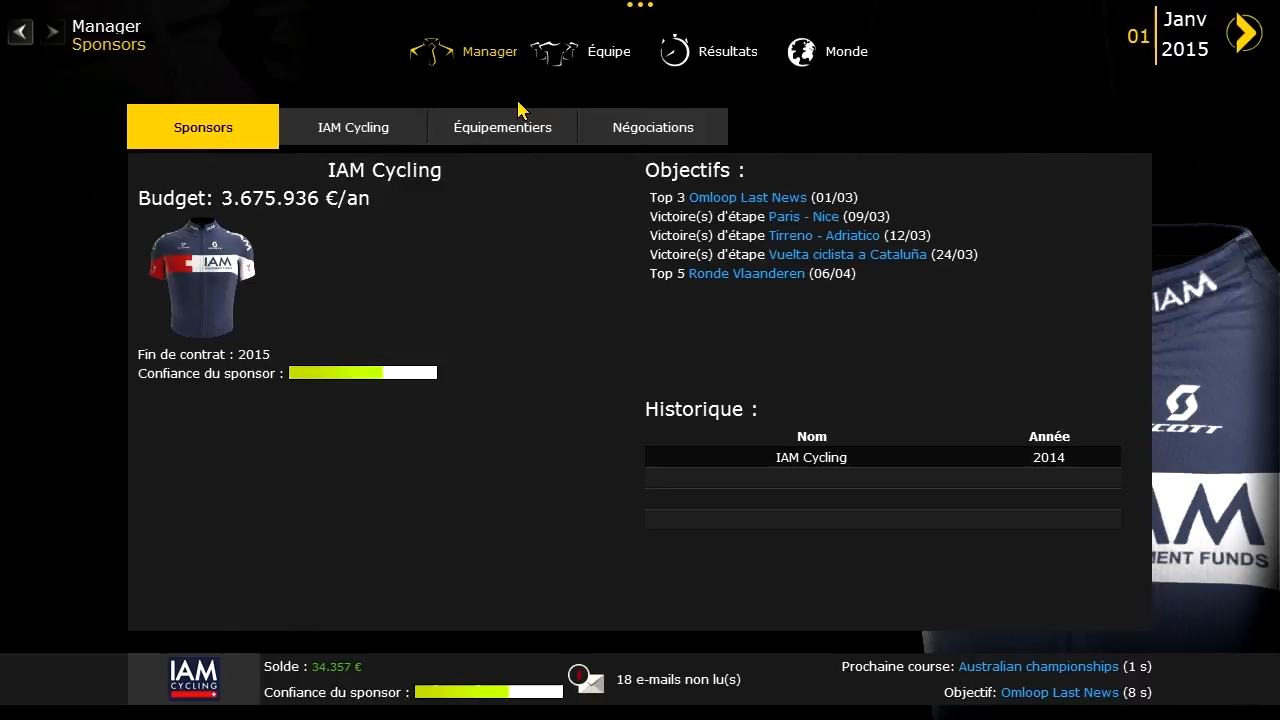 Manager
Sponsors
Manager
Équipe
Résultats
Monde
01
Janv
2015
Sponsors
IAM Cycling
Équipementiers
Négociations
IAM Cycling
Budget: 3.675.936 €/an
IAM
Fin de contrat : 2015
Confiance du sponsor :
Objectifs :
Top 3 Omloop Last News (01/03)
Victoire(s) d'étape Paris - Nice (09/03)
Victoire(s) d'étape Tirreno - Adriatico (12/03)
Victoire(s) d'étape Vuelta ciclista a Cataluña (24/03)
Top 5 Ronde Vlaanderen (06/04)
Historique :
Nom Année
IAM Cycling 2014
IAM
SCOTT
AM
MENT FUNDS
IAM
CYCLING
Solde : 34.357 €
Confiance du sponsor :
18 e-mails non lu(s)
Prochaine course: Australian championships (1 s)
Objectif: Omloop Last News (8 s)